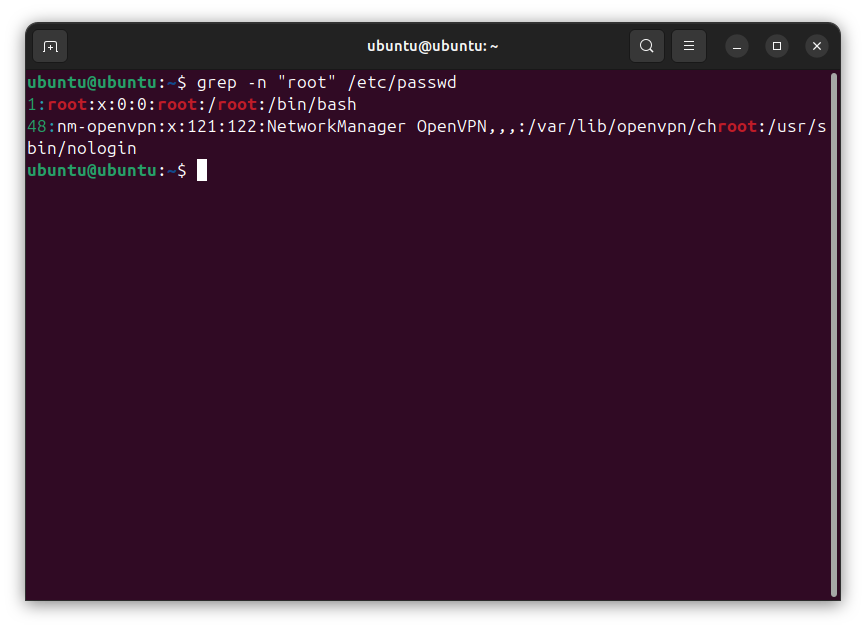 ubuntu@ubuntu: ~
ubuntu@ubuntu:~$ grep -n "root" /etc/passwd
1:root:x:0:0:root:/root:/bin/bash
48:nm-openvpn:x:121:122:NetworkManager OpenVPN,,,:/var/lib/openvpn/chroot:/usr/s
bin/nologin
ubuntu@ubuntu:~$